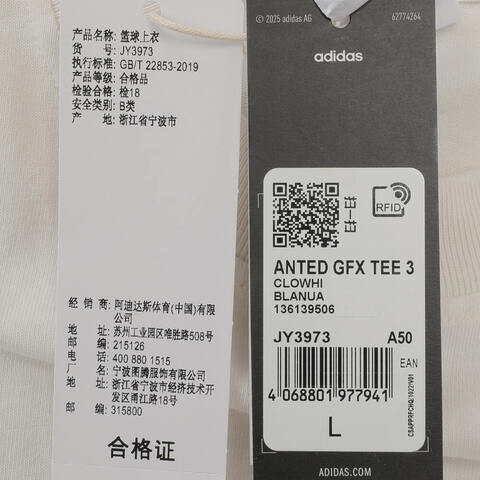 产品名称: 篮球上衣
货 号: JY3973
执行标准: GB/T 22853-2019
产品等级: 合格品
检验合格: 检18
安全类别: B类
产 地: 浙江省宁波市
经 销 商: 阿迪达斯体育(中国)有限
公司
地 址: 苏州工业园区唯胜路508号
邮 编: 215126
电 话: 400 880 1515
厂 名: 宁波图腾服饰有限公司
地 址: 浙江省宁波市经济技术开
发区甬江路18号
邮 编: 315800
合格证
© 2025 adidas AG
62774264
adidas
RFID
ANTED GFX TEE 3
CLOWHI
BLANUA
136139506
JY3973 A50
EAN
4 068801 977941
L
ADIDAS.COM